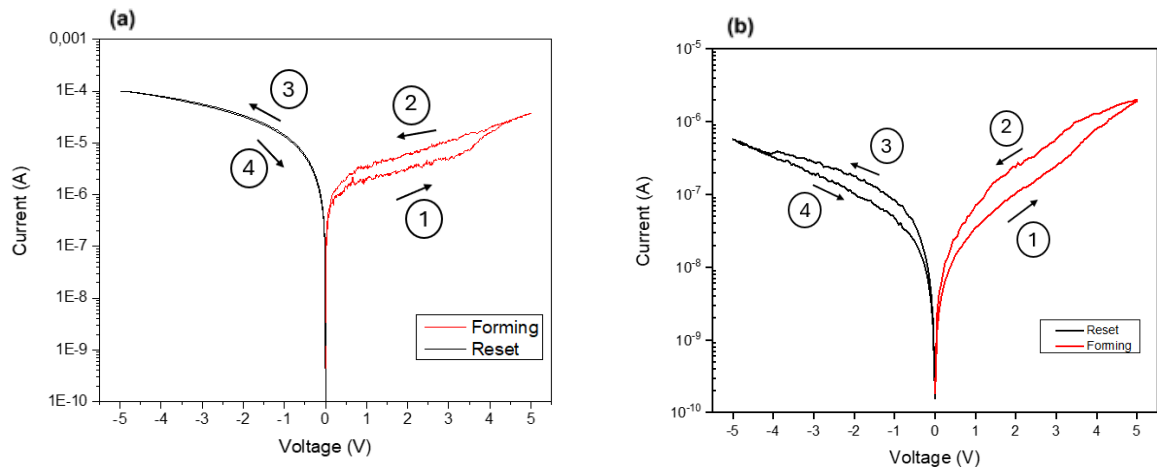 (a)
Current (A)
0,001
1E-4
1E-5
1E-6
1E-7
1E-8
1E-9
1E-10
3
4
2
1
Forming
Reset
-5 -4 -3 -2 -1 0 1 2 3 4 5
Voltage (V)
(b)
Current (A)
10-5
10-6
10-7
10-8
10-9
10-10
3
4
2
1
Reset
Forming
-5 -4 -3 -2 -1 0 1 2 3 4 5
Voltage (V)